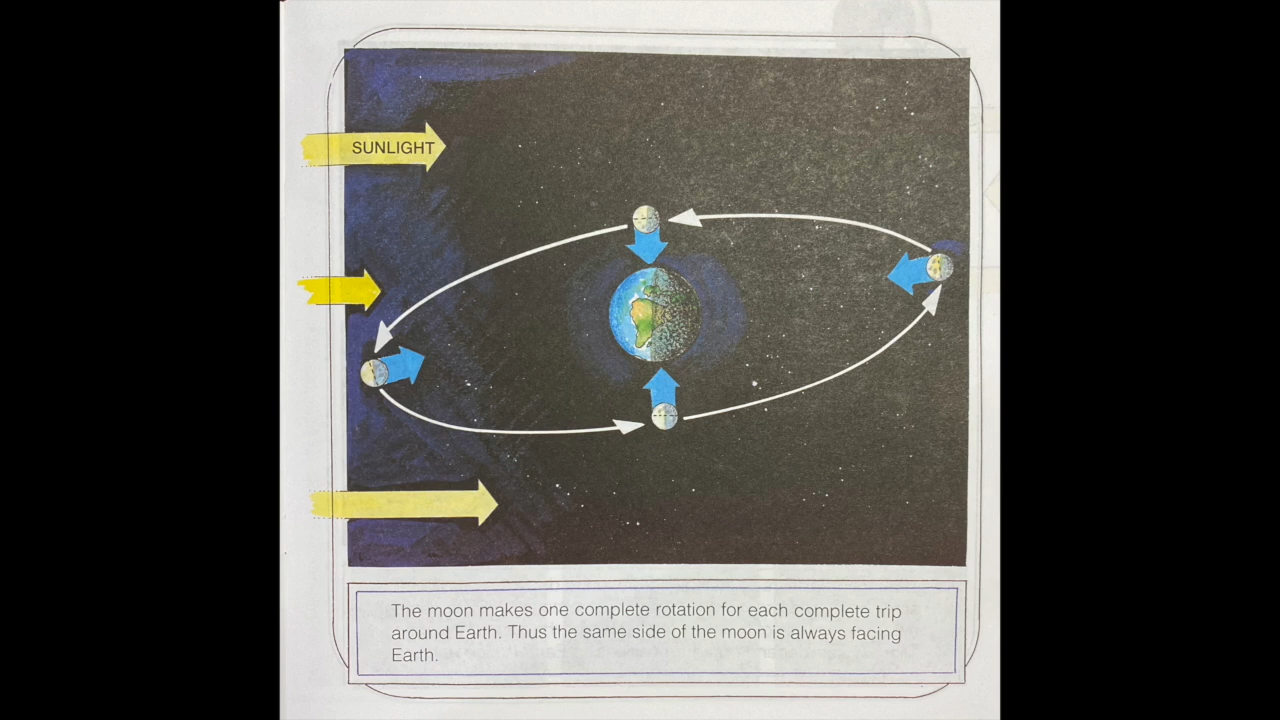 SUNLIGHT
The moon makes one complete rotation for each complete trip
around Earth. Thus the same side of the moon is always facing
Earth.